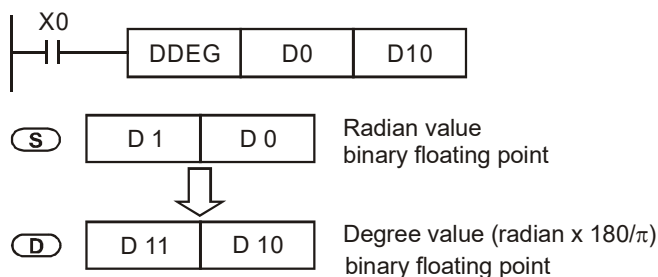 X0
DDEG D0 D10
S D 1 D 0 Radian value
binary floating point
D D 11 D 10 Degree value (radian x 180/π)
binary floating point